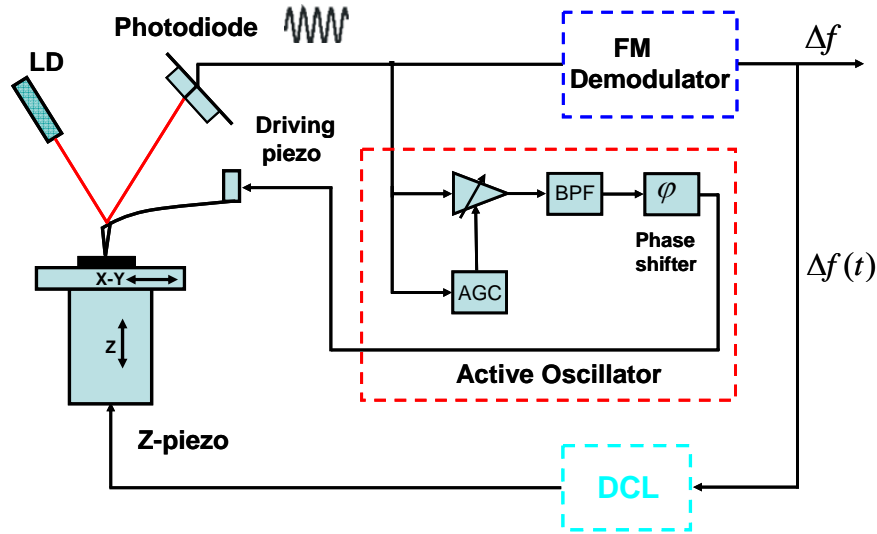 Photodiode
LD
FM
Demodulator
Δf
Driving
piezo
BPF
φ
Phase
shifter
X-Y
AGC
Δf(t)
Z
Active Oscillator
Z-piezo
DCL